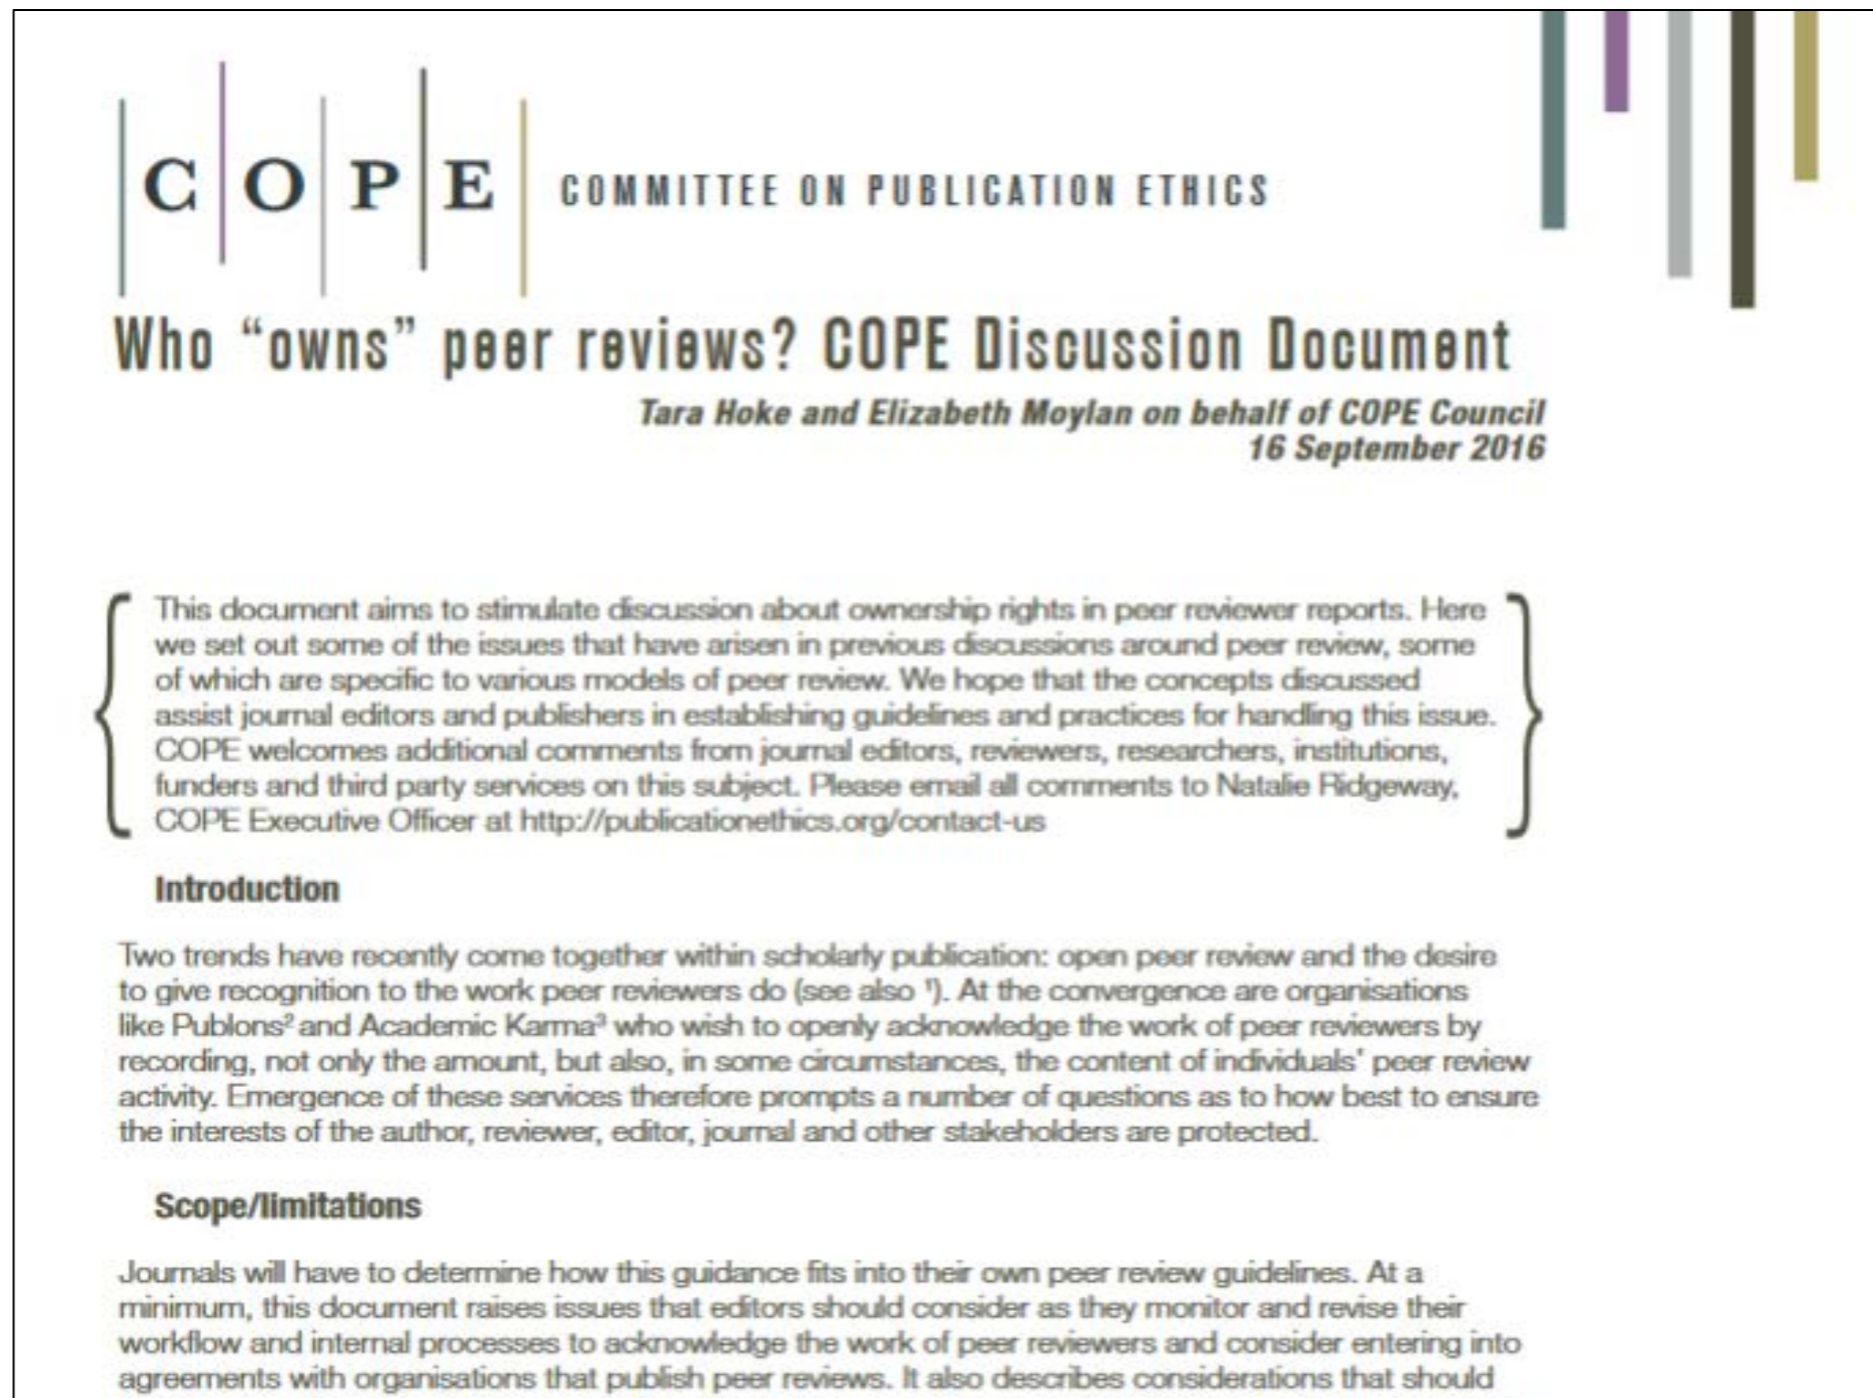 COPE COMMITTEE ON PUBLICATION ETHICS
Who “owns” peer reviews? COPE Discussion Document
Tara Hoke and Elizabeth Moylan on behalf of COPE Council
16 September 2016
This document aims to stimulate discussion about ownership rights in peer reviewer reports. Here
we set out some of the issues that have arisen in previous discussions around peer review, some
of which are specific to various models of peer review. We hope that the concepts discussed
assist journal editors and publishers in establishing guidelines and practices for handling this issue.
COPE welcomes additional comments from journal editors, reviewers, researchers, institutions,
funders and third party services on this subject. Please email all comments to Natalie Ridgeway,
COPE Executive Officer at http://publicationethics.org/contact-us
Introduction
Two trends have recently come together within scholarly publication: open peer review and the desire
to give recognition to the work peer reviewers do (see also ¹). At the convergence are organisations
like Publons² and Academic Karma³ who wish to openly acknowledge the work of peer reviewers by
recording, not only the amount, but also, in some circumstances, the content of individuals' peer review
activity. Emergence of these services therefore prompts a number of questions as to how best to ensure
the interests of the author, reviewer, editor, journal and other stakeholders are protected.
Scope/limitations
Journals will have to determine how this guidance fits into their own peer review guidelines. At a
minimum, this document raises issues that editors should consider as they monitor and revise their
workflow and internal processes to acknowledge the work of peer reviewers and consider entering into
agreements with organisations that publish peer reviews. It also describes considerations that should